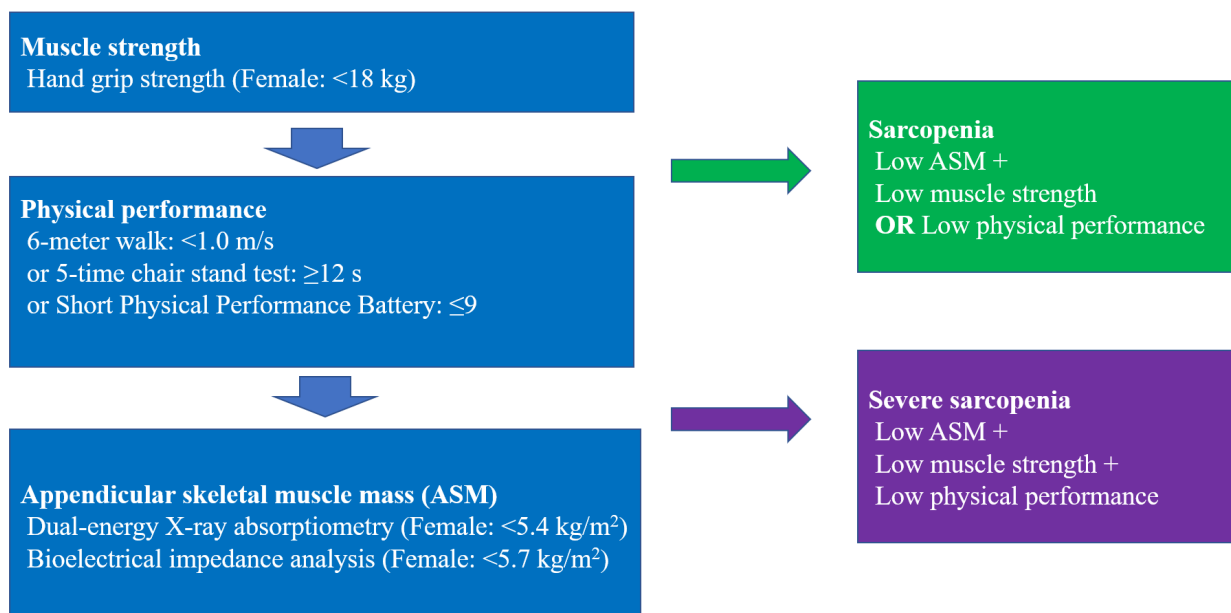 Muscle strength
Hand grip strength (Female: <18 kg)
Physical performance
6-meter walk: <1.0 m/s
or 5-time chair stand test: ≥12 s
or Short Physical Performance Battery: ≤9
Appendicular skeletal muscle mass (ASM)
Dual-energy X-ray absorptiometry (Female: <5.4 kg/m²)
Bioelectrical impedance analysis (Female: <5.7 kg/m²)
Sarcopenia
Low ASM +
Low muscle strength
OR Low physical performance
Severe sarcopenia
Low ASM +
Low muscle strength +
Low physical performance